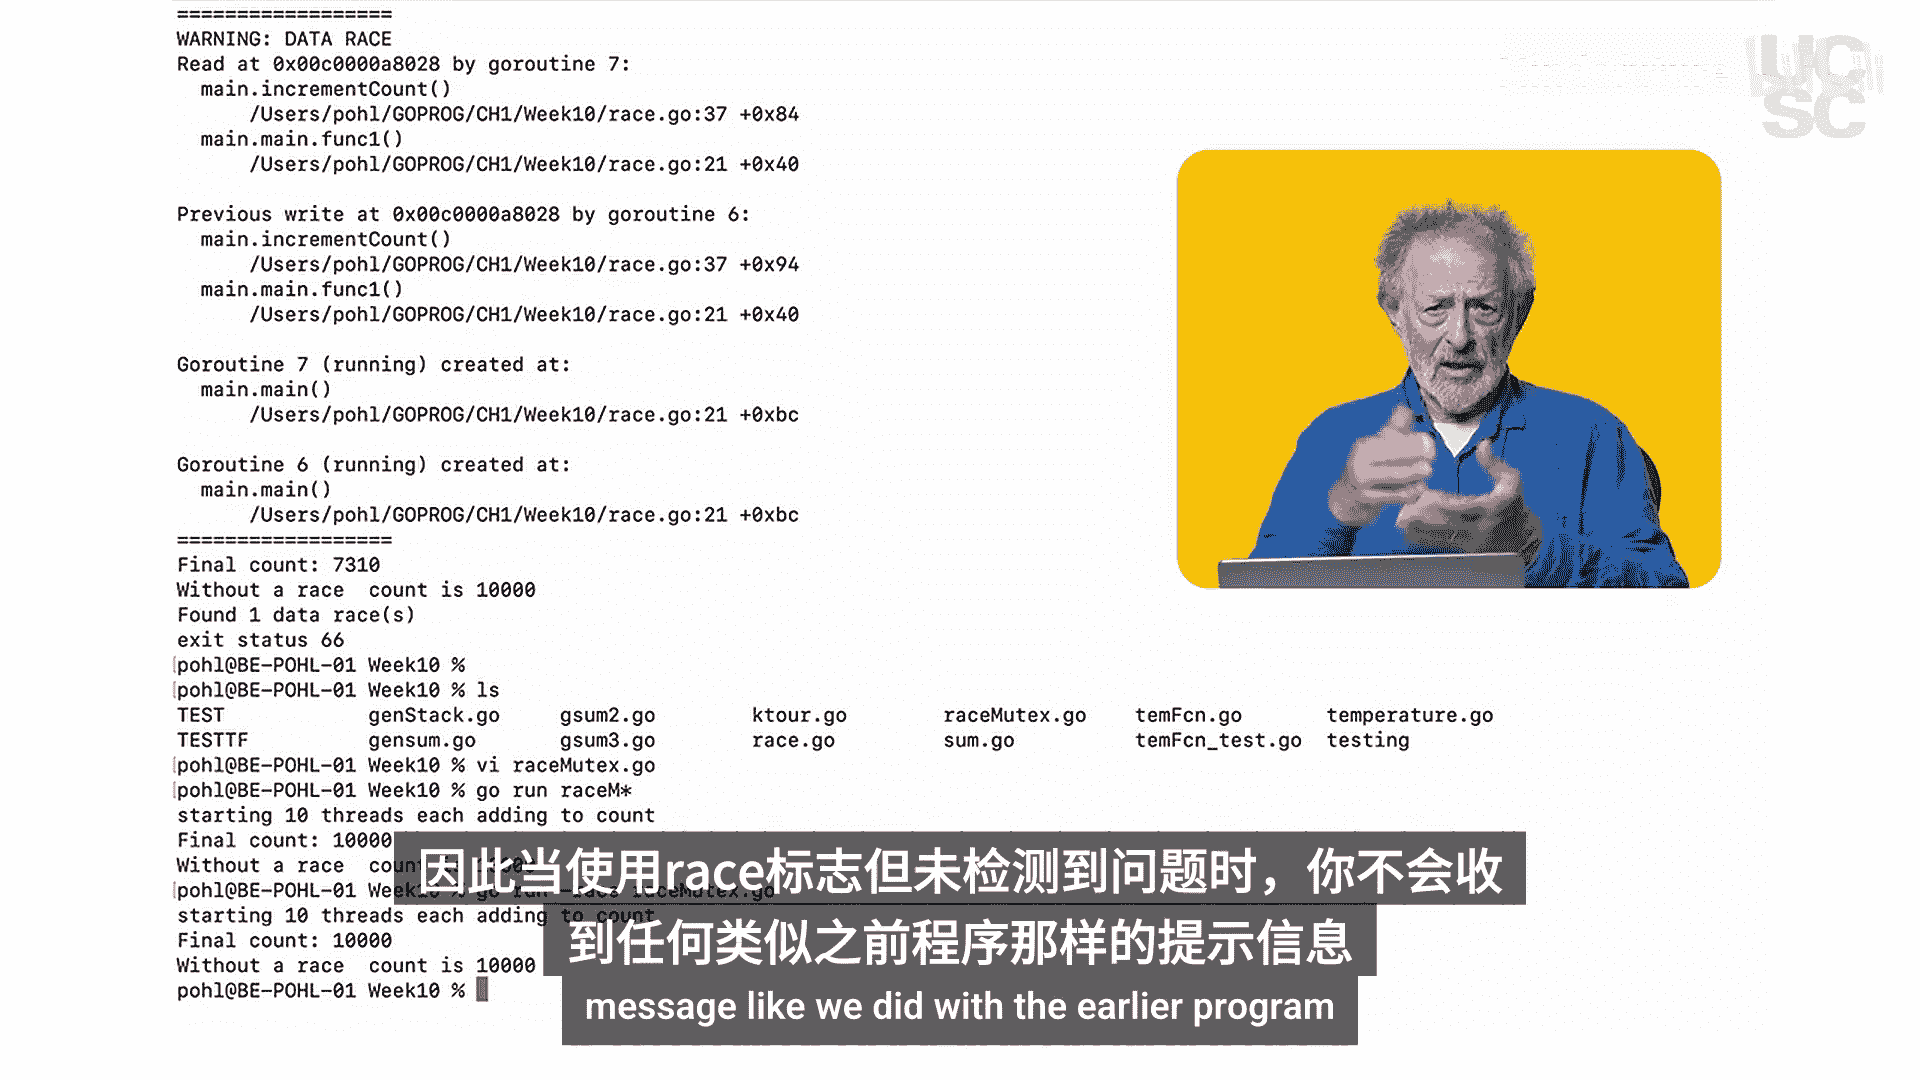 ==================
WARNING: DATA RACE
Read at 0x00c0000a8028 by goroutine 7:
  main.incrementCount()
      /Users/pohl/GOPROG/CH1/Week10/race.go:37 +0x84
  main.main.func1()
      /Users/pohl/GOPROG/CH1/Week10/race.go:21 +0x40

Previous write at 0x00c0000a8028 by goroutine 6:
  main.incrementCount()
      /Users/pohl/GOPROG/CH1/Week10/race.go:37 +0x94
  main.main.func1()
      /Users/pohl/GOPROG/CH1/Week10/race.go:21 +0x40

Goroutine 7 (running) created at:
  main.main()
      /Users/pohl/GOPROG/CH1/Week10/race.go:21 +0xbc

Goroutine 6 (running) created at:
  main.main()
      /Users/pohl/GOPROG/CH1/Week10/race.go:21 +0xbc
==================
Final count: 7310
Without a race  count is 10000
Found 1 data race(s)
exit status 66
pohl@BE-POHL-01 Week10 %
pohl@BE-POHL-01 Week10 % ls
TEST genStack.go gsum2.go ktour.go raceMutex.go temFcn.go temperature.go
TESTTF gensum.go gsum3.go race.go sum.go temFcn_test.go testing
pohl@BE-POHL-01 Week10 % vi raceMutex.go
pohl@BE-POHL-01 Week10 % go run raceM*
starting 10 threads each adding to count
Final count: 10000
Without a race  count is 10000
pohl@BE-POHL-01 Week10 % go run -race raceMutex.go
starting 10 threads each adding to count
Final count: 10000
Without a race  count is 10000
pohl@BE-POHL-01 Week10 %
UC
SC
因此当使用race标志但未检测到问题时，你不会收
到任何类似之前程序那样的提示信息
message like we did with the earlier program